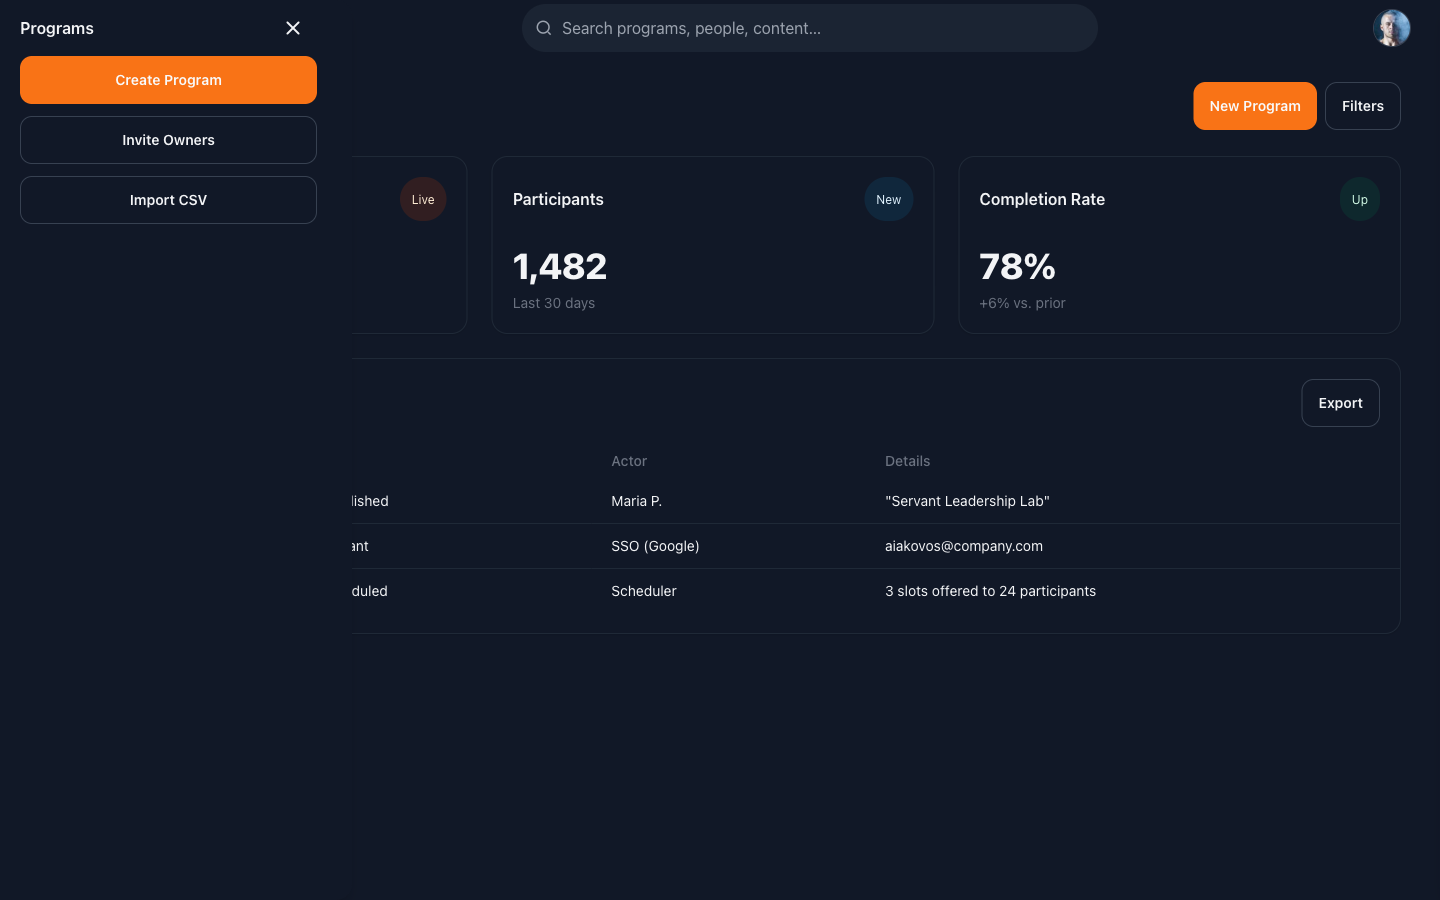 Programs
Search programs, people, content...
Create Program
New Program
Filters
Invite Owners
Import CSV
Live
Participants
New
Completion Rate
Up
1,482
78%
Last 30 days
+6% vs. prior
Export
Actor
Details
lished
Maria P.
"Servant Leadership Lab"
ant
SSO (Google)
aiakovos@company.com
duled
Scheduler
3 slots offered to 24 participants